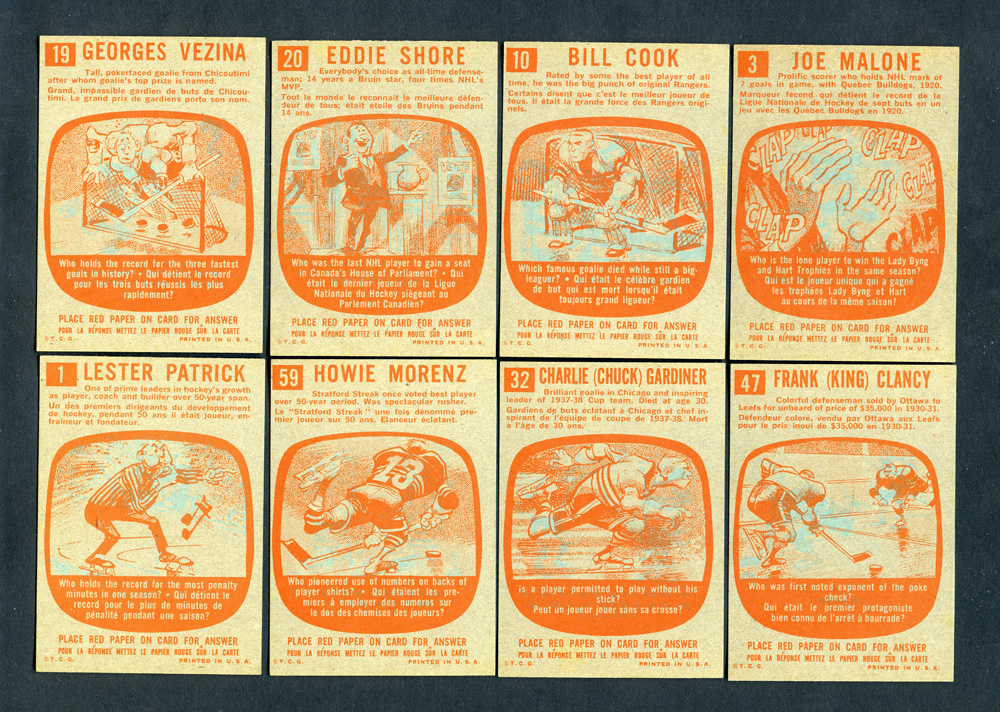 19 GEORGES VEZINA
Tall, pokerfaced goalie from Chicoutimi
after whom goalie's top prize is named.
Grand, impassible gardien de buts de Chicou-
timi. Le grand prix de gardiens porte son nom.
Who holds the record for the three fastest
goals in history? • Qui détient le record
pour les trois buts réussis les plus
rapidement?
PLACE RED PAPER ON CARD FOR ANSWER
POUR LA RÉPONSE METTEZ LE PAPIER ROUGE SUR LA CARTE
©T.C.G. PRINTED IN U.S.A.
20 EDDIE SHORE
Everybody's choice as all-time defense-
man; 14 years a Bruin star, four times NHL's
MVP.
Tout le monde le reconnait le meilleure défen-
deur de tous; était étoile des Bruins pendant
14 ans.
Who was the last NHL player to gain a seat
in Canada's House of Parliament? • Qui
était le dernier joueur de la Ligue
Nationale du Hockey siégeant au
Parlement Canadien?
PLACE RED PAPER ON CARD FOR ANSWER
POUR LA RÉPONSE METTEZ LE PAPIER ROUGE SUR LA CARTE
©T.C.G. PRINTED IN U.S.A.
10 BILL COOK
Rated by some the best player of all
time, he was the big punch of original Rangers.
Certains disent que c'est le meilleur joueur de
tous. Il était la grande force des Rangers origi-
nels.
Which famous goalie died while still a big-
leaguer? • Qui était le célèbre gardien
de but qui est mort lorsqu'il était
toujours grand ligueur?
PLACE RED PAPER ON CARD FOR ANSWER
POUR LA RÉPONSE METTEZ LE PAPIER ROUGE SUR LA CARTE
©T.C.G. PRINTED IN U.S.A.
3 JOE MALONE
Prolific scorer who holds NHL mark of
7 goals in game, with Quebec Bulldogs, 1920.
Marqueur fécond qui détient le record de la
Ligue Nationale de Hockey de sept buts en un
jeu avec les Quebec Bulldogs en 1920.
CLAP CLAP
CLAP
CLAP
CLAP CLAP
Who is the lone player to win the Lady Byng
and Hart Trophies in the same season?
Qui est le joueur unique qui a gagné
les trophées Lady Byng et Hart
au cours de la même saison?
PLACE RED PAPER ON CARD FOR ANSWER
POUR LA RÉPONSE METTEZ LE PAPIER ROUGE SUR LA CARTE
©T.C.G. PRINTED IN U.S.A.
1 LESTER PATRICK
One of prime leaders in hockey's growth
as player, coach and builder over 50-year span.
Un des premiers dirigeants du développement
de hockey, pendant 50 ans il était joueur, en-
traineur et fondateur.
Who holds the record for the most penalty
minutes in one season? • Qui détient le
record pour le plus de minutes de
pénalité pendant une saison?
PLACE RED PAPER ON CARD FOR ANSWER
POUR LA RÉPONSE METTEZ LE PAPIER ROUGE SUR LA CARTE
©T.C.G. PRINTED IN U.S.A.
59 HOWIE MORENZ
Stratford Streak once voted best player
over 50-year period. Was spectacular rusher.
Le "Stratford Streak" une fois dénommé pre-
mier joueur sur 50 ans. Elanceur éclatant.
13
Who pioneered use of numbers on backs of
player shirts? • Qui étaient les pre-
miers à employer des numeros sur
le dos des chemises des joueurs?
PLACE RED PAPER ON CARD FOR ANSWER
POUR LA RÉPONSE METTEZ LE PAPIER ROUGE SUR LA CARTE
©T.C.G. PRINTED IN U.S.A.
32 CHARLIE (CHUCK) GARDINER
Brilliant goalie in Chicago and inspiring
leader of 1937-38 Cup team. Died at age 30.
Gardiens de buts éclatant à Chicago et chef in-
spirant de l'équipe de coupe de 1937-38. Mort
à l'âge de 30 ans.
is a player permitted to play without his
stick?
Peut un joueur jouer sans sa crosse?
PLACE RED PAPER ON CARD FOR ANSWER
POUR LA RÉPONSE METTEZ LE PAPIER ROUGE SUR LA CARTE
©T.C.G. PRINTED IN U.S.A.
47 FRANK (KING) CLANCY
Colorful defenseman sold by Ottawa to
Leafs for unheard of price of $35,000 in 1930-31.
Défendeur coloré, vendu par Ottawa aux Leafs
pour le prix inoui de $35,000 en 1930-31.
Who was first noted exponent of the poke
check?
Qui était le premier protagoniste
bien connu de l'arrêt à bourrade?
PLACE RED PAPER ON CARD FOR ANSWER
POUR LA RÉPONSE METTEZ LE PAPIER ROUGE SUR LA CARTE
©T.C.G. PRINTED IN U.S.A.